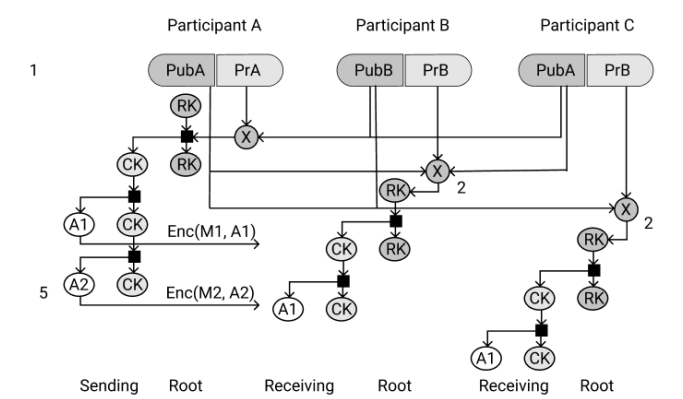 Participant A Participant B Participant C
1 PubA PrA PubB PrB PubA PrB
RK
X
CK RK
X
RK 2
A1 CK Enc(M1, A1) X 2
CK RK RK
5 A2 CK Enc(M2, A2) CK RK
A1 CK
A1 CK
Sending Root Receiving Root Receiving Root